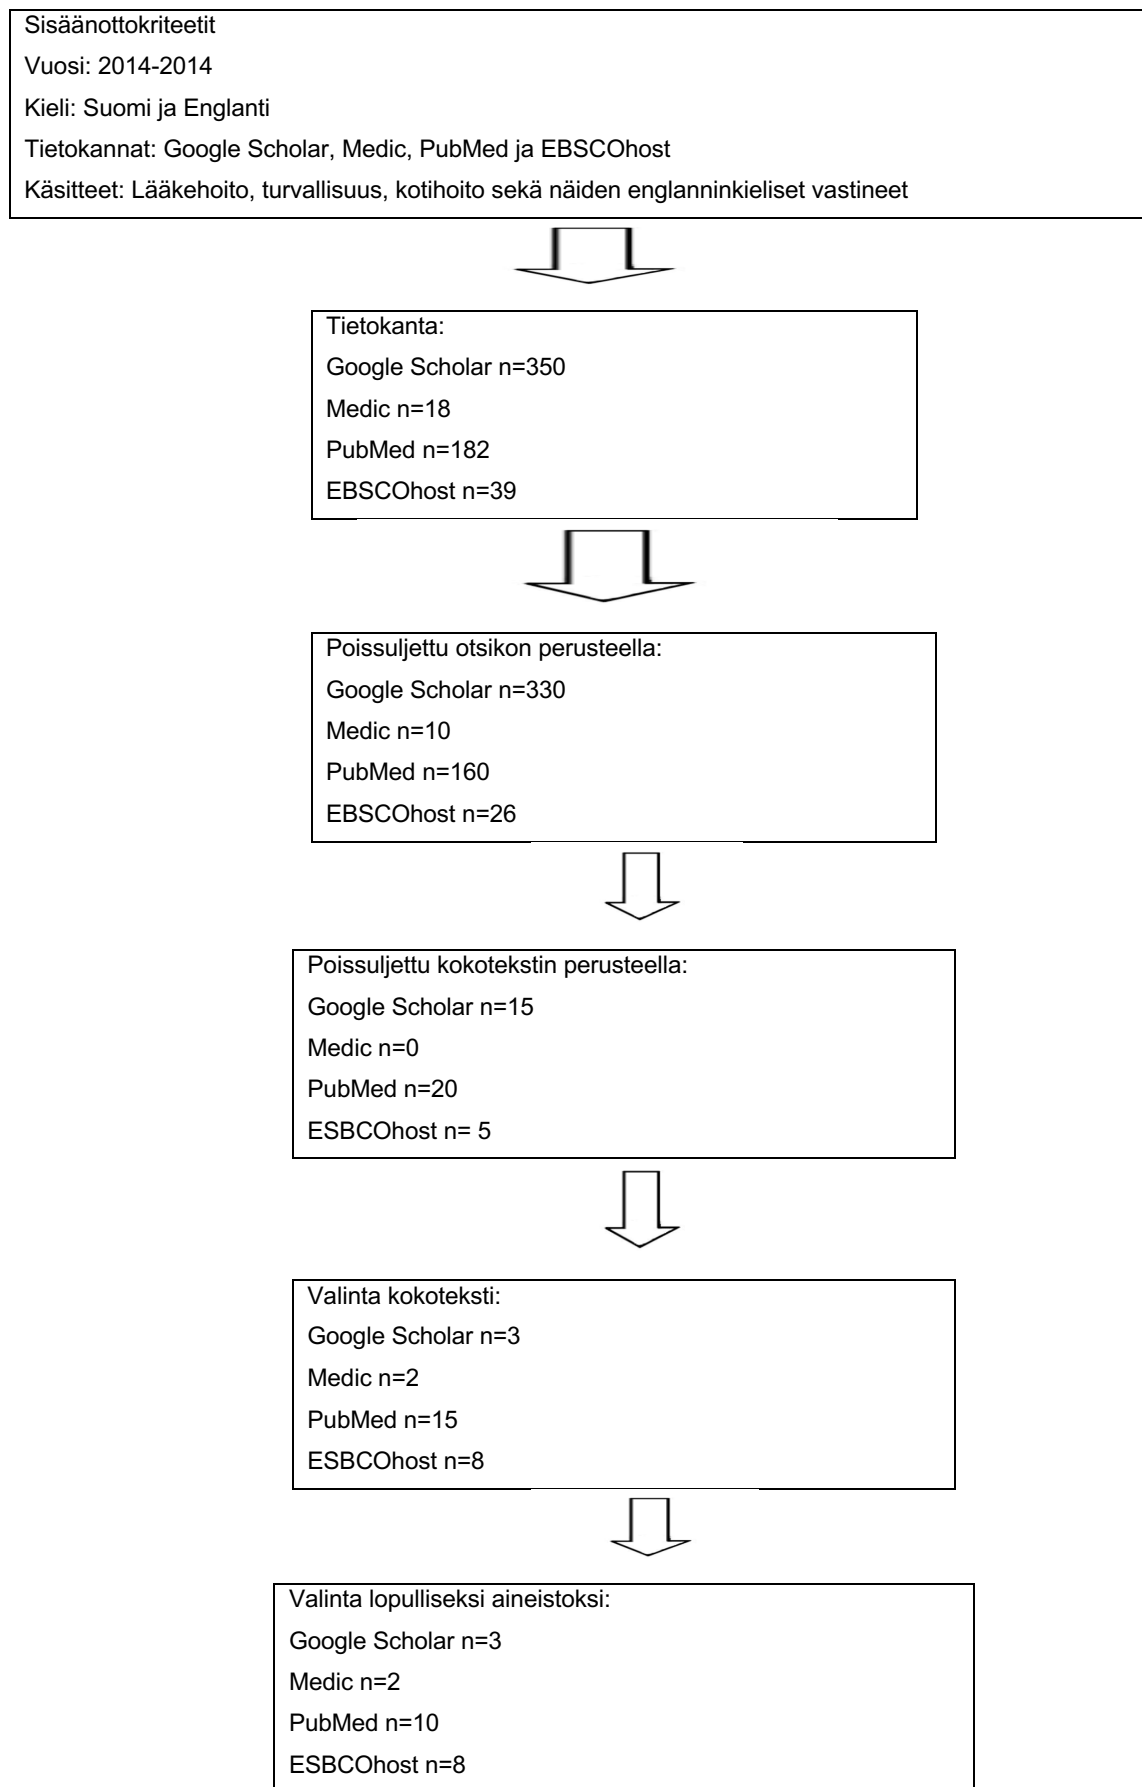 Sisäänottokriteetit
Vuosi: 2014-2014
Kieli: Suomi ja Englanti
Tietokannat: Google Scholar, Medic, PubMed ja EBSCOhost
Käsitteet: Lääkehoito, turvallisuus, kotihoito sekä näiden englanninkieliset vastineet
Tietokanta:
Google Scholar n=350
Medic n=18
PubMed n=182
EBSCOhost n=39
Poissuljettu otsikon perusteella:
Google Scholar n=330
Medic n=10
PubMed n=160
EBSCOhost n=26
Poissuljettu kokotekstin perusteella:
Google Scholar n=15
Medic n=0
PubMed n=20
ESBCOhost n= 5
Valinta kokoteksti:
Google Scholar n=3
Medic n=2
PubMed n=15
ESBCOhost n=8
Valinta lopulliseksi aineistoksi:
Google Scholar n=3
Medic n=2
PubMed n=10
ESBCOhost n=8